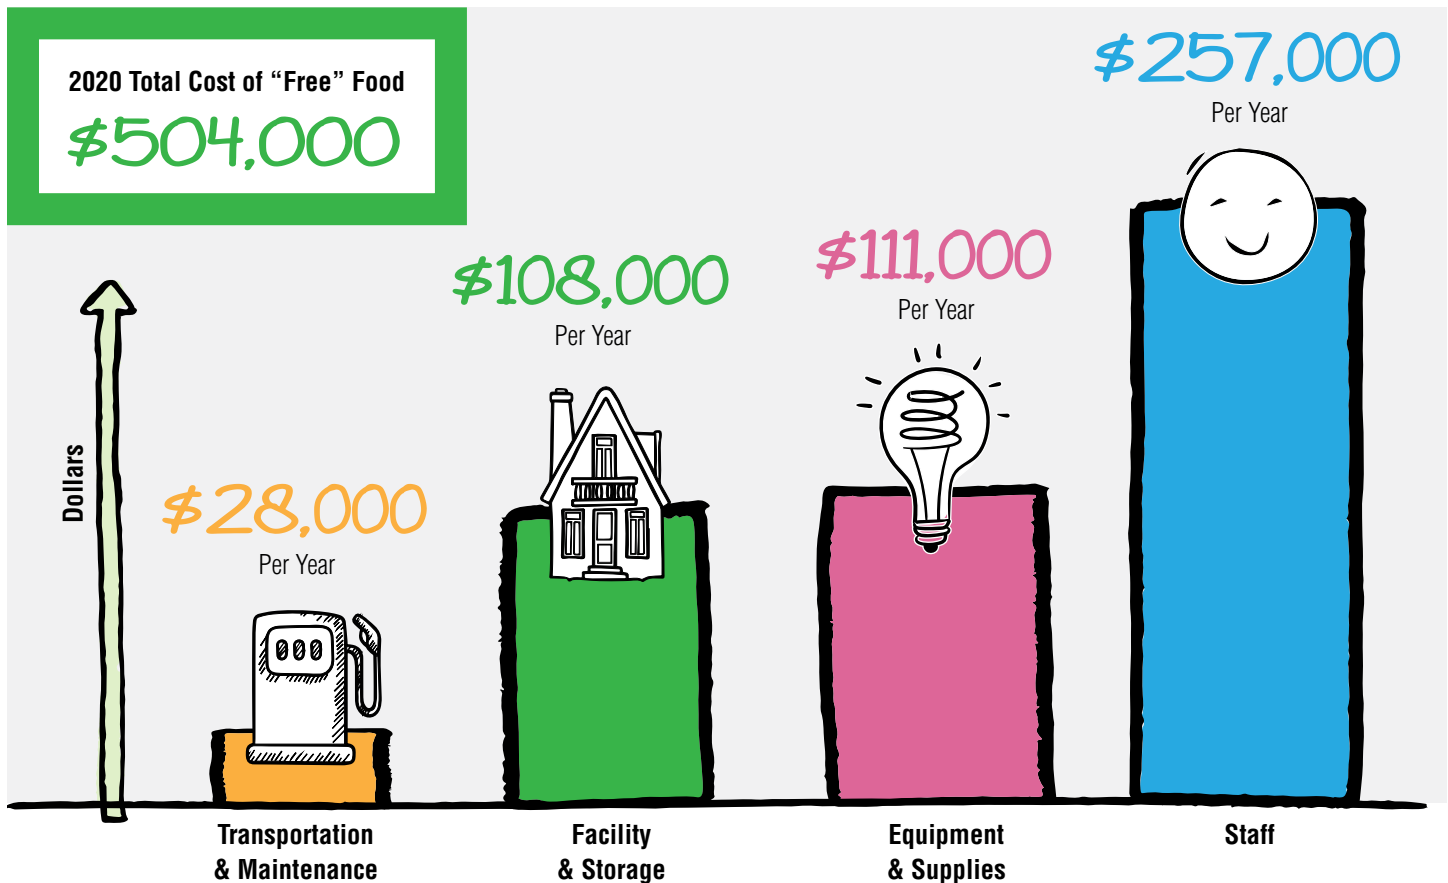 2020 Total Cost of “Free” Food
$504,000
$257,000
Per Year
$111,000
Per Year
$108,000
Per Year
$28,000
Per Year
Dollars
000
Transportation
& Maintenance
Facility
& Storage
Equipment
& Supplies
Staff